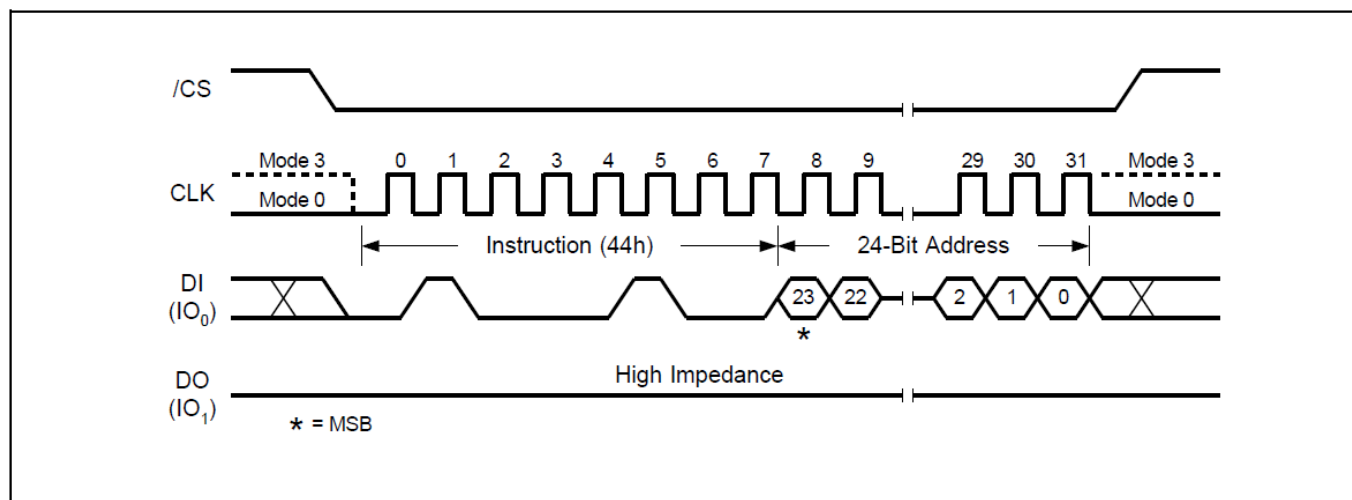 /CS
Mode 3 0 1 2 3 4 5 6 7 8 9 29 30 31 Mode 3
CLK
Mode 0 Mode 0
Instruction (44h) 24-Bit Address
DI
(IO0)
23 22 2 1 0
*
DO
(IO1)
High Impedance
* = MSB